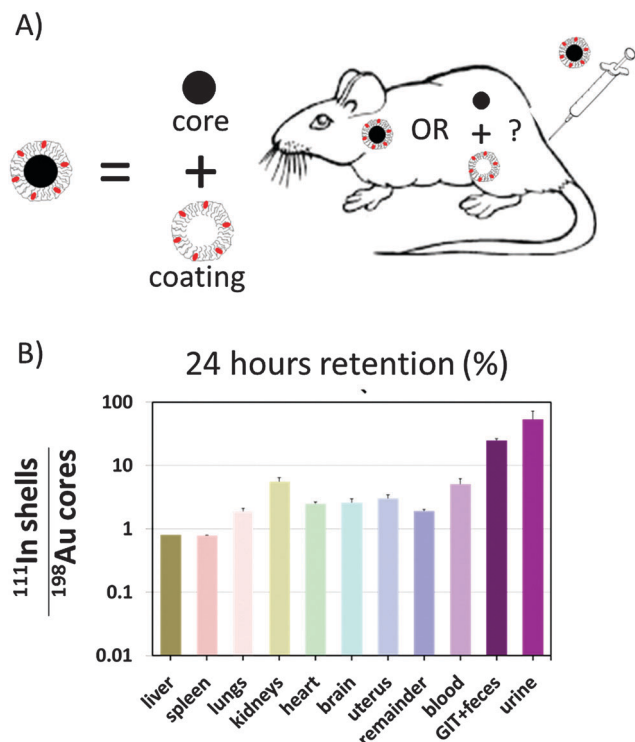 A)
core
=
+
coating
OR
+ ?
B)
24 hours retention (%)
¹¹¹In shells
¹⁹⁸Au cores
100
10
1
0.1
0.01
liver
spleen
lungs
kidneys
heart
brain
uterus
remainder
blood
GIT+feces
urine